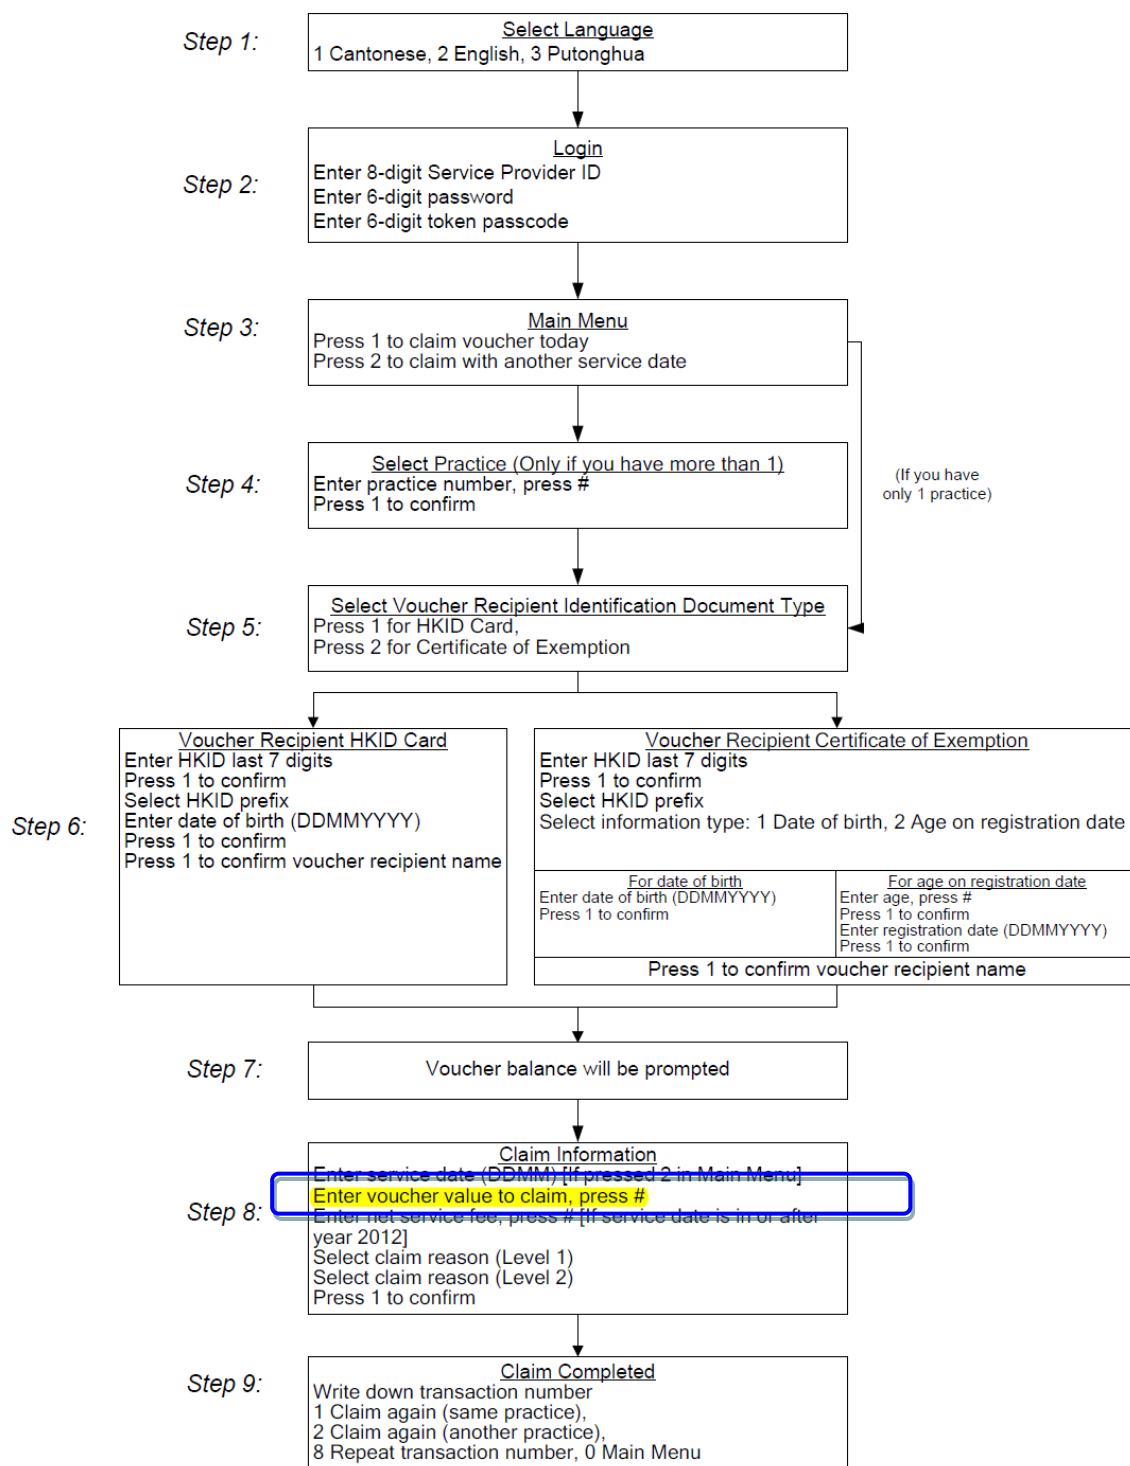 Step 1:
Select Language
1 Cantonese, 2 English, 3 Putonghua
Step 2:
Login
Enter 8-digit Service Provider ID
Enter 6-digit password
Enter 6-digit token passcode
Step 3:
Main Menu
Press 1 to claim voucher today
Press 2 to claim with another service date
Step 4:
Select Practice (Only if you have more than 1)
Enter practice number, press #
Press 1 to confirm
(If you have
only 1 practice)
Step 5:
Select Voucher Recipient Identification Document Type
Press 1 for HKID Card,
Press 2 for Certificate of Exemption
Step 6:
Voucher Recipient HKID Card
Enter HKID last 7 digits
Press 1 to confirm
Select HKID prefix
Enter date of birth (DDMMYYYY)
Press 1 to confirm
Press 1 to confirm voucher recipient name
Voucher Recipient Certificate of Exemption
Enter HKID last 7 digits
Press 1 to confirm
Select HKID prefix
Select information type: 1 Date of birth, 2 Age on registration date
For date of birth
Enter date of birth (DDMMYYYY)
Press 1 to confirm
For age on registration date
Enter age, press #
Press 1 to confirm
Enter registration date (DDMMYYYY)
Press 1 to confirm
Press 1 to confirm voucher recipient name
Step 7:
Voucher balance will be prompted
Step 8:
Claim Information
Enter service date (DDMM) [If pressed 2 in Main Menu]
Enter voucher value to claim, press #
Enter net service fee, press # [If service date is in or after
year 2012]
Select claim reason (Level 1)
Select claim reason (Level 2)
Press 1 to confirm
Step 9:
Claim Completed
Write down transaction number
1 Claim again (same practice),
2 Claim again (another practice),
8 Repeat transaction number, 0 Main Menu